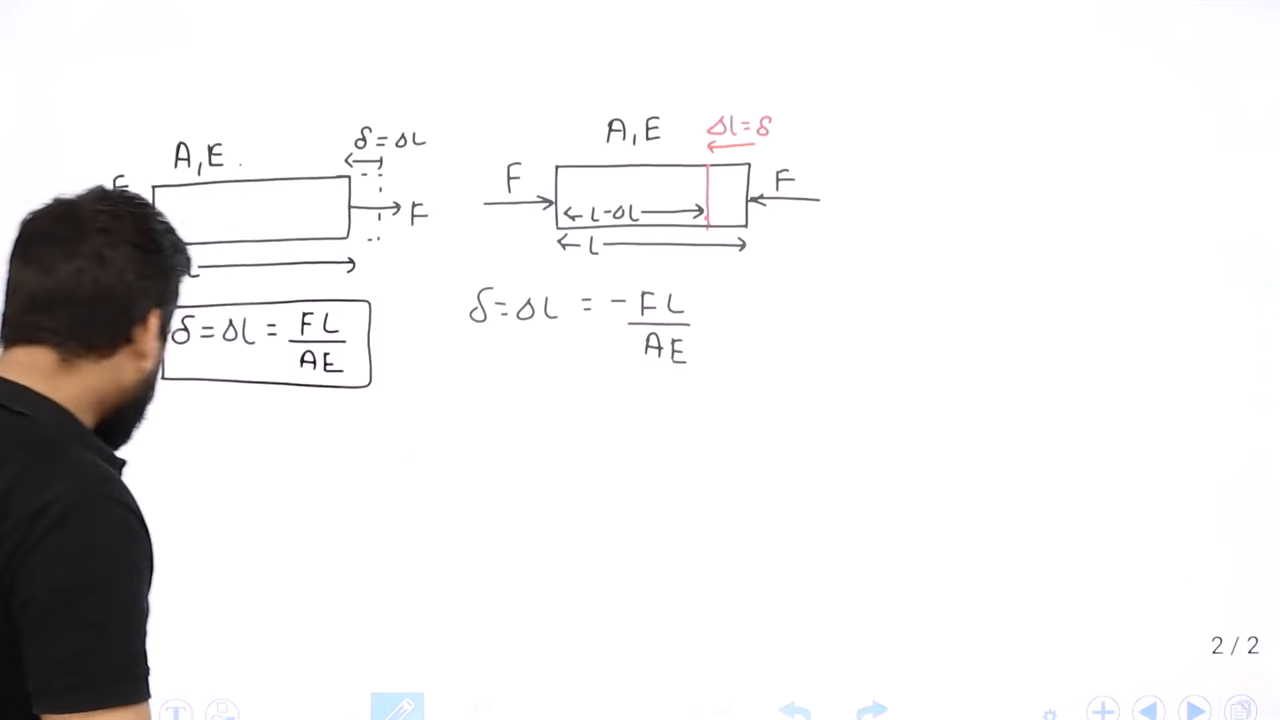 A,E
δ = ΔL
F
F
L
δ = ΔL = FL / AE
A,E
ΔL = δ
F
F
L-ΔL
L
δ = ΔL = - FL / AE
2 / 2
T